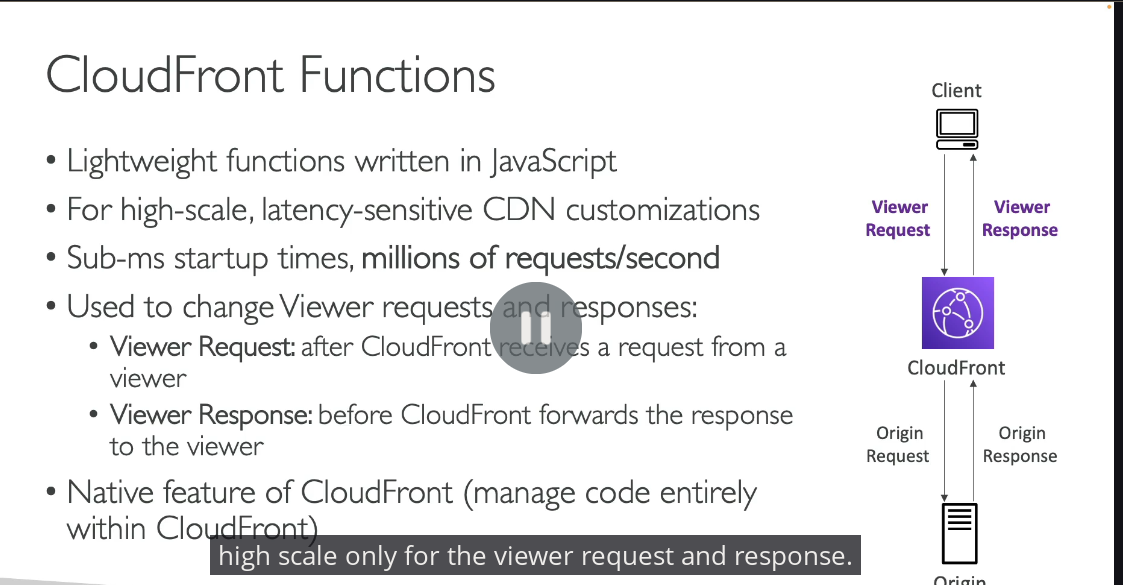 CloudFront Functions
• Lightweight functions written in JavaScript
• For high-scale, latency-sensitive CDN customizations
• Sub-ms startup times, millions of requests/second
• Used to change Viewer requests and responses:
• Viewer Request: after CloudFront receives a request from a
viewer
• Viewer Response: before CloudFront forwards the response
to the viewer
• Native feature of CloudFront (manage code entirely
within CloudFront)
high scale only for the viewer request and response.
Client
Viewer
Request
Viewer
Response
CloudFront
Origin
Request
Origin
Response
Origin